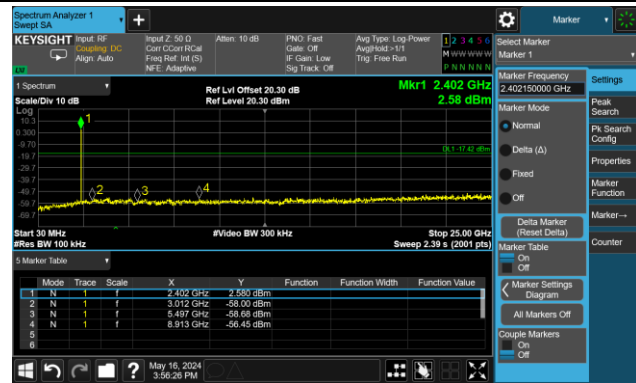 Spectrum Analyzer 1
Swept SA
Marker
KEYSIGHT
Input: RF
Coupling: DC
Align: Auto
Input Z: 50 Ω
Corr CCorr RCal
Freq Ref: Int (S)
NFE: Adaptive
Atten: 10 dB
PNO: Fast
Gate: Off
IF Gain: Low
Sig Track: Off
Avg Type: Log-Power
Avg|Hold:>1/1
Trig: Free Run
1 2 3 4 5 6
M W W W W W
P N N N N N
Select Marker
Marker 1
1 Spectrum
Scale/Div 10 dB
Ref Lvl Offset 20.30 dB
Ref Level 20.30 dBm
Mkr1 2.402 GHz
2.58 dBm
Log
10.3
0.300
-9.70
-19.7
-29.7
-39.7
-49.7
-59.7
-69.7
1
2
3
4
DL1 -17.42 dBm
Start 30 MHz
#Res BW 100 kHz
#Video BW 300 kHz
Stop 25.00 GHz
Sweep 2.39 s (2001 pts)
5 Marker Table
Mode Trace Scale X Y Function Function Width Function Value
1 N 1 f 2.402 GHz 2.580 dBm
2 N 1 f 3.012 GHz -58.00 dBm
3 N 1 f 5.497 GHz -58.68 dBm
4 N 1 f 8.913 GHz -56.45 dBm
5
6
Marker Frequency
2.402150000 GHz
Marker Mode
Normal
Delta (Δ)
Fixed
Off
Delta Marker
(Reset Delta)
Marker Table
On
Off
Marker Settings
Diagram
All Markers Off
Couple Markers
On
Off
Settings
Peak
Search
Pk Search
Config
Properties
Marker
Function
Marker→
Counter
May 16, 2024
3:56:26 PM